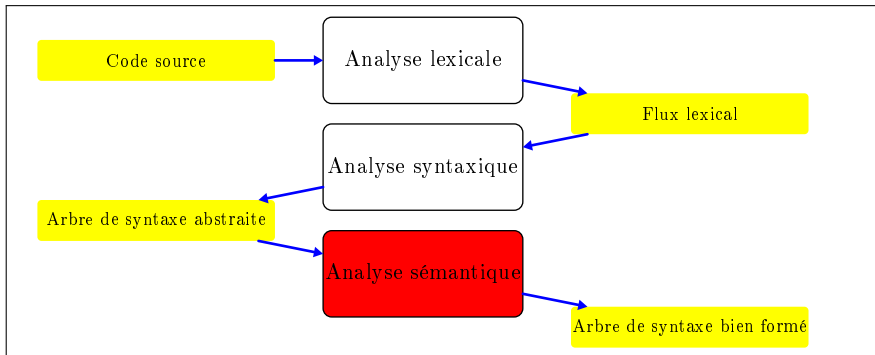 Code source
Analyse lexicale
Flux lexical
Analyse syntaxique
Arbre de syntaxe abstraite
Analyse sémantique
Arbre de syntaxe bien formé